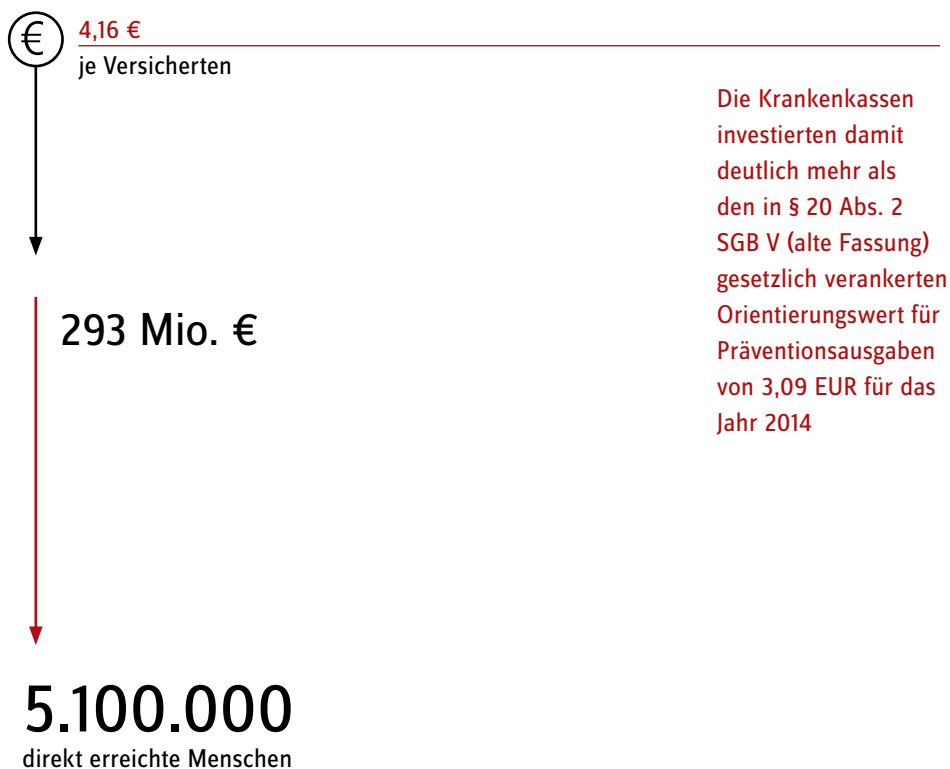 €
4,16 €
je Versicherten
Die Krankenkassen
investierten damit
deutlich mehr als
den in § 20 Abs. 2
SGB V (alte Fassung)
gesetzlich verankerten
Orientierungswert für
Präventionsausgaben
von 3,09 EUR für das
Jahr 2014
293 Mio. €
5.100.000
direkt erreichte Menschen